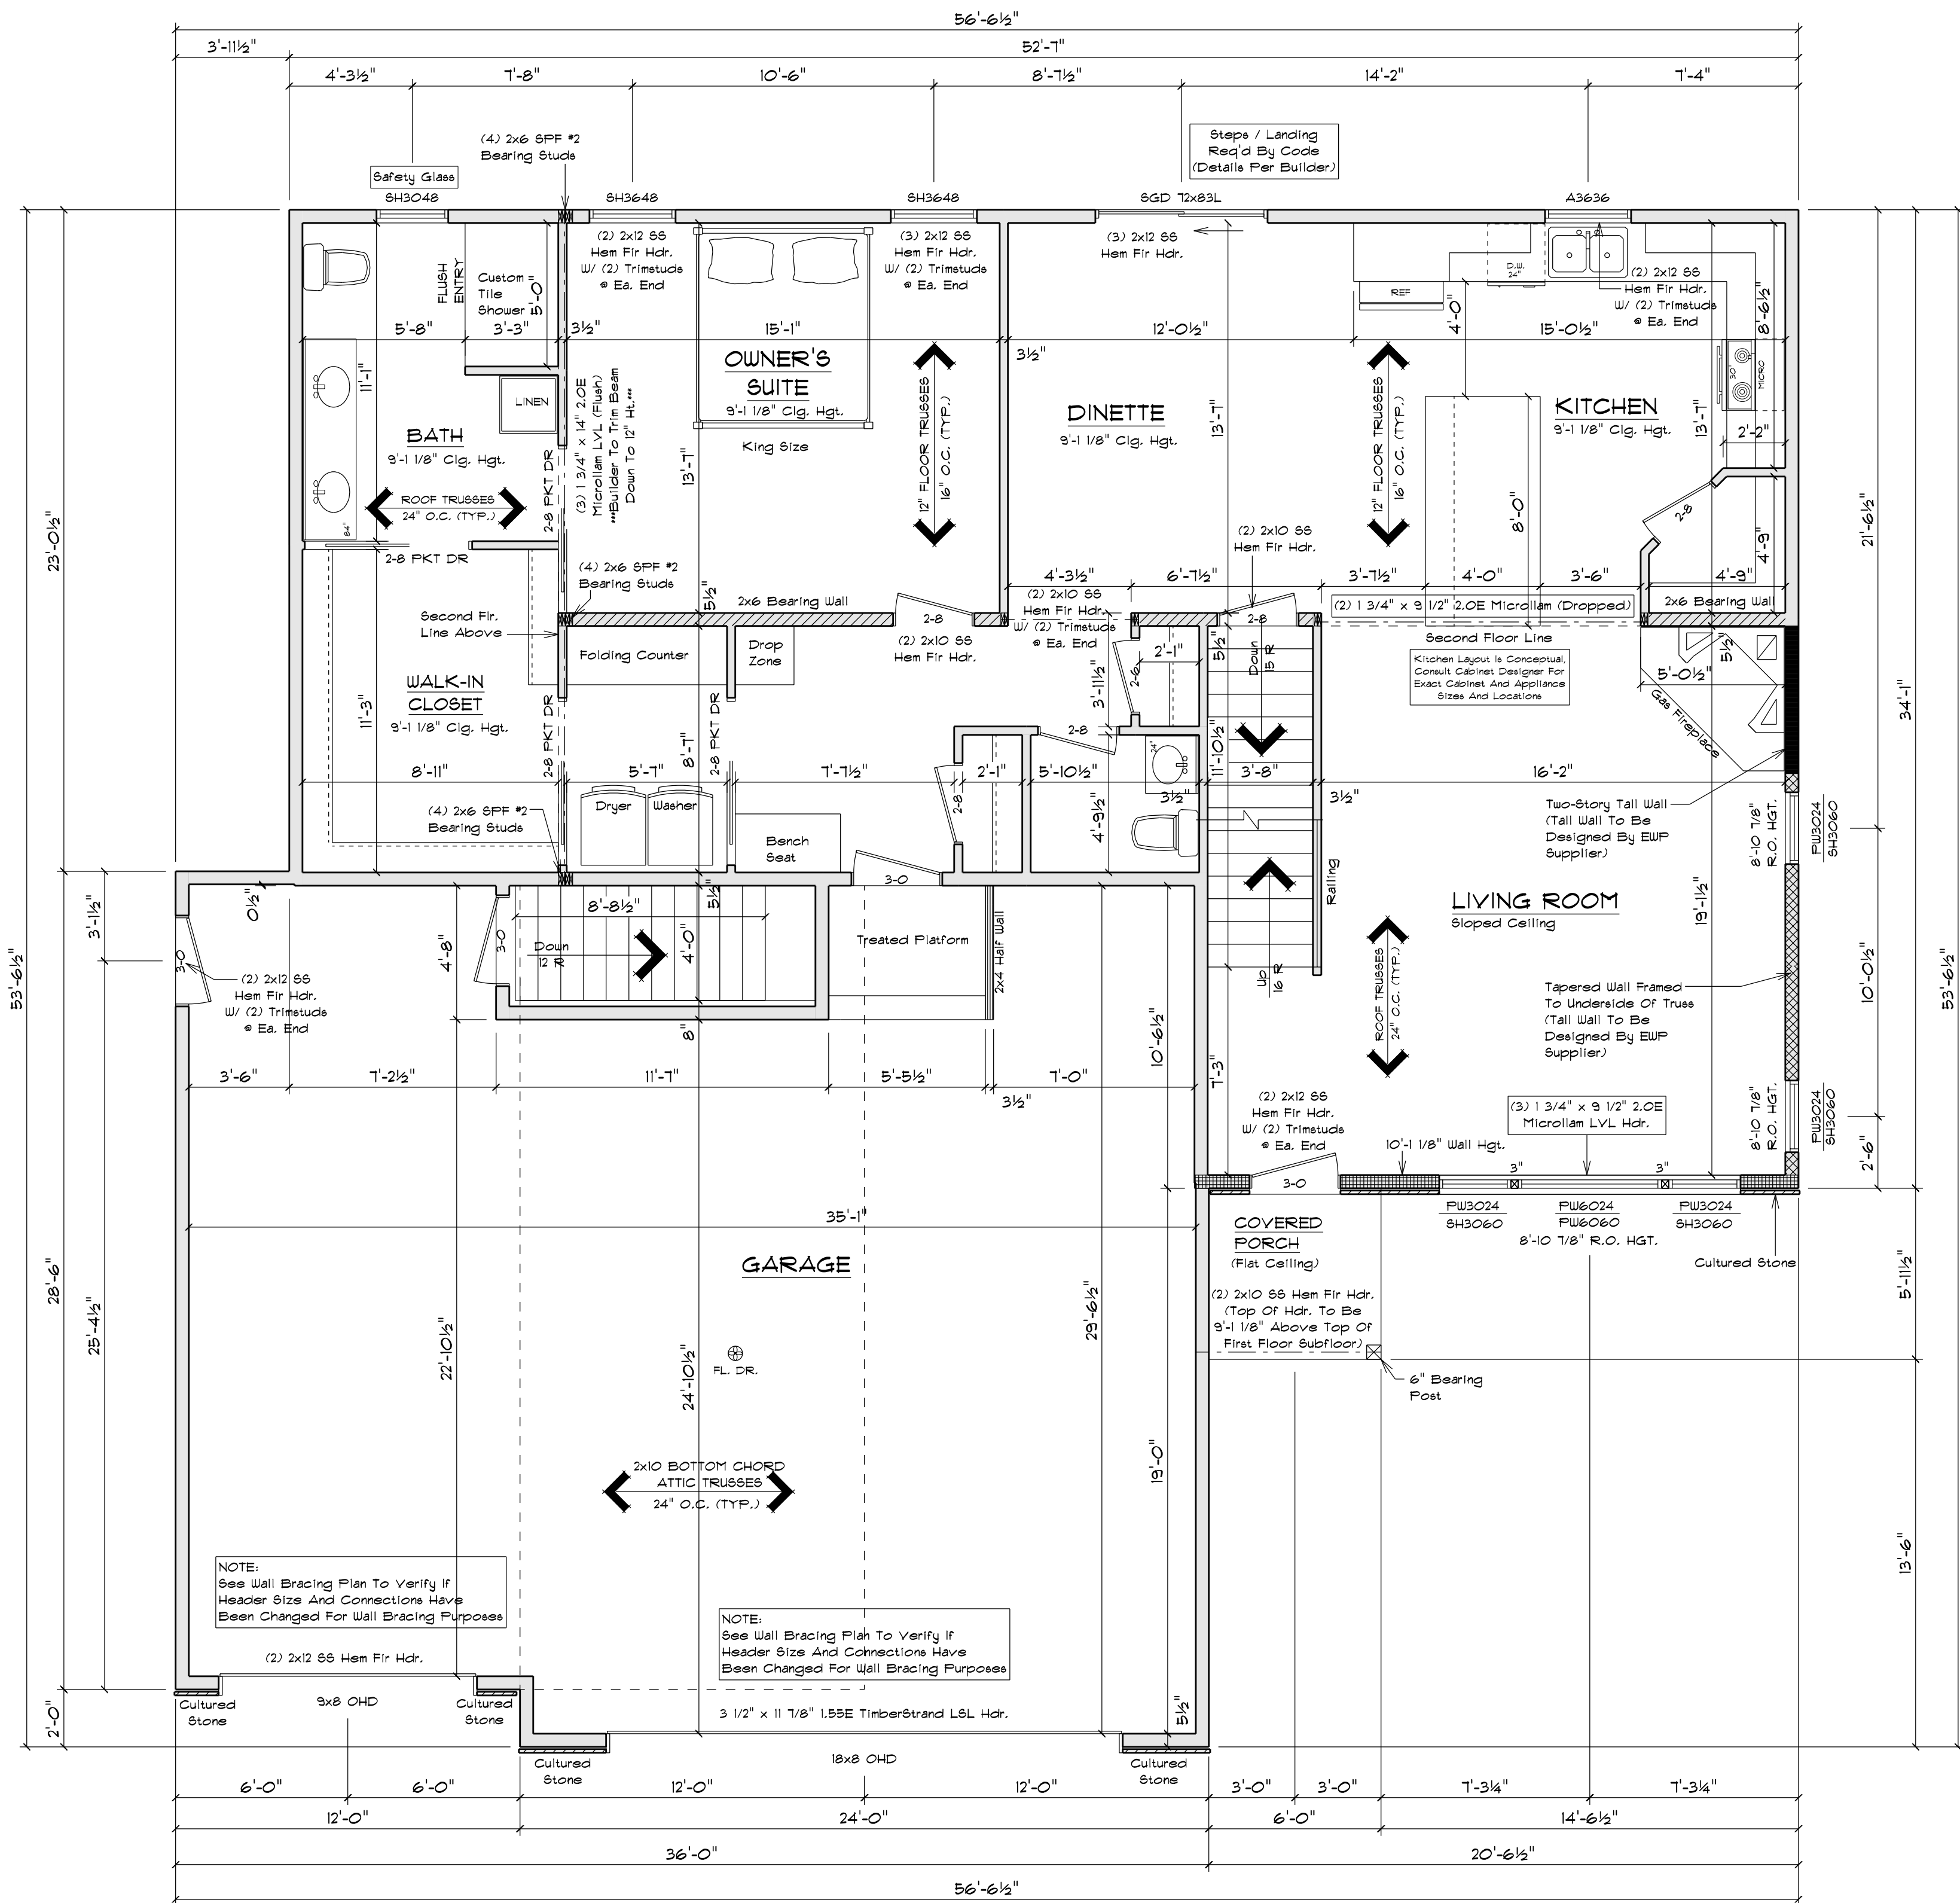 56'-6½"
3'-11½"
52'-7"
4'-3½"
7'-8"
10'-6"
8'-7½"
14'-2"
7'-4"
(4) 2x6 SPF #2
Bearing Studs
Steps / Landing
Req'd By Code
(Details Per Builder)
Safety Glass
SH3048
SH3648
SH3648
SGD 72x83L
A3636
(2) 2x12 SS
Hem Fir Hdr.
W/ (2) Trimstuds
@ Ea. End
(3) 2x12 SS
Hem Fir Hdr.
W/ (2) Trimstuds
@ Ea. End
(3) 2x12 SS
Hem Fir Hdr.
(2) 2x12 SS
Hem Fir Hdr.
W/ (2) Trimstuds
@ Ea. End
FLUSH
ENTRY
Custom
Tile
Shower
5'-0"
D.W.
24"
REF
4'-0"
8'-6½"
5'-8"
3'-3"
3½"
15'-1"
3½"
12'-0½"
15'-0½"
OWNER'S
SUITE
9'-1 1/8" Clg. Hgt.
King Size
11'-1"
LINEN
BATH
9'-1 1/8" Clg. Hgt.
ROOF TRUSSES
24" O.C. (TYP.)
84"
2-8 PKT DR
2-8 PKT DR
(3) 1 3/4" x 14" 2.0E
Microllam LVL (Flush)
***Builder To Trim Beam
Down To 12" Ht.***
13'-7"
12" FLOOR TRUSSES
16" O.C. (TYP.)
DINETTE
9'-1 1/8" Clg. Hgt.
13'-7"
12" FLOOR TRUSSES
16" O.C. (TYP.)
KITCHEN
9'-1 1/8" Clg. Hgt.
13'-7"
30"
MICRO
2'-2"
8'-0"
2-8
4'-9"
4'-9"
(2) 2x10 SS
Hem Fir Hdr.
(4) 2x6 SPF #2
Bearing Studs
5½"
2x6 Bearing Wall
2-8
(2) 2x10 SS
Hem Fir Hdr.
4'-3½"
6'-7½"
3'-7½"
4'-0"
3'-6"
(2) 2x10 SS
Hem Fir Hdr.
W/ (2) Trimstuds
@ Ea. End
2-8
(2) 1 3/4" x 9 1/2" 2.0E Microllam (Dropped)
2x6 Bearing Wall
Second Floor Line
Kitchen Layout Is Conceptual,
Consult Cabinet Designer For
Exact Cabinet And Appliance
Sizes And Locations
5½"
5'-0½"
Gas Fireplace
Second Flr.
Line Above
Folding Counter
Drop
Zone
WALK-IN
CLOSET
9'-1 1/8" Clg. Hgt.
11'-3"
2-8 PKT DR
8'-7"
2-8 PKT DR
3'-11½"
2-6
2'-1"
5½"
Down
15 R
2-8
24"
11'-10½"
8'-11"
5'-7"
7'-7½"
2'-1"
5'-10½"
3½"
3'-8"
3½"
16'-2"
(4) 2x6 SPF #2
Bearing Studs
Dryer
Washer
Bench
Seat
2-8
4'-9½"
3-0
Railing
Two-Story Tall Wall
(Tall Wall To Be
Designed By EWP
Supplier)
8'-10 7/8"
R.O. HGT.
PW3024
SH3060
LIVING ROOM
Sloped Ceiling
19'-1½"
ROOF TRUSSES
24" O.C. (TYP.)
Tapered Wall Framed
To Underside Of Truss
(Tall Wall To Be
Designed By EWP
Supplier)
Up
16 R
7'-3"
0½"
3-0
(2) 2x12 SS
Hem Fir Hdr.
W/ (2) Trimstuds
@ Ea. End
4'-8"
3-0
8'-8½"
Down
12 R
5½"
4'-0"
8"
Treated Platform
2x4 Half Wall
10'-6½"
3'-6"
7'-2½"
11'-7"
5'-5½"
3½"
7'-0"
(2) 2x12 SS
Hem Fir Hdr.
W/ (2) Trimstuds
@ Ea. End
3-0
10'-1 1/8" Wall Hgt.
(3) 1 3/4" x 9 1/2" 2.0E
Microllam LVL Hdr.
8'-10 7/8"
R.O. HGT.
PW3024
SH3060
3"
3"
PW3024
SH3060
PW6024
PW6060
8'-10 7/8" R.O. HGT.
PW3024
SH3060
Cultured Stone
35'-1"
GARAGE
22'-10½"
24'-10½"
29'-6½"
19'-0"
5½"
FL. DR.
2x10 BOTTOM CHORD
ATTIC TRUSSES
24" O.C. (TYP.)
COVERED
PORCH
(Flat Ceiling)
(2) 2x10 SS Hem Fir Hdr.
(Top Of Hdr. To Be
9'-1 1/8" Above Top Of
First Floor Subfloor)
6" Bearing
Post
NOTE:
See Wall Bracing Plan To Verify If
Header Size And Connections Have
Been Changed For Wall Bracing Purposes
(2) 2x12 SS Hem Fir Hdr.
NOTE:
See Wall Bracing Plan To Verify If
Header Size And Connections Have
Been Changed For Wall Bracing Purposes
3 1/2" x 11 7/8" 1.55E TimberStrand LSL Hdr.
Cultured
Stone
9x8 OHD
Cultured
Stone
Cultured
Stone
18x8 OHD
Cultured
Stone
53'-6½"
23'-0½"
28'-6"
2'-0"
3'-1½"
25'-4½"
21'-6½"
10'-0½"
2'-6"
34'-1"
5'-11½"
13'-6"
53'-6½"
6'-0"
6'-0"
12'-0"
12'-0"
3'-0"
3'-0"
7'-3¼"
7'-3¼"
12'-0"
24'-0"
6'-0"
14'-6½"
36'-0"
20'-6½"
56'-6½"